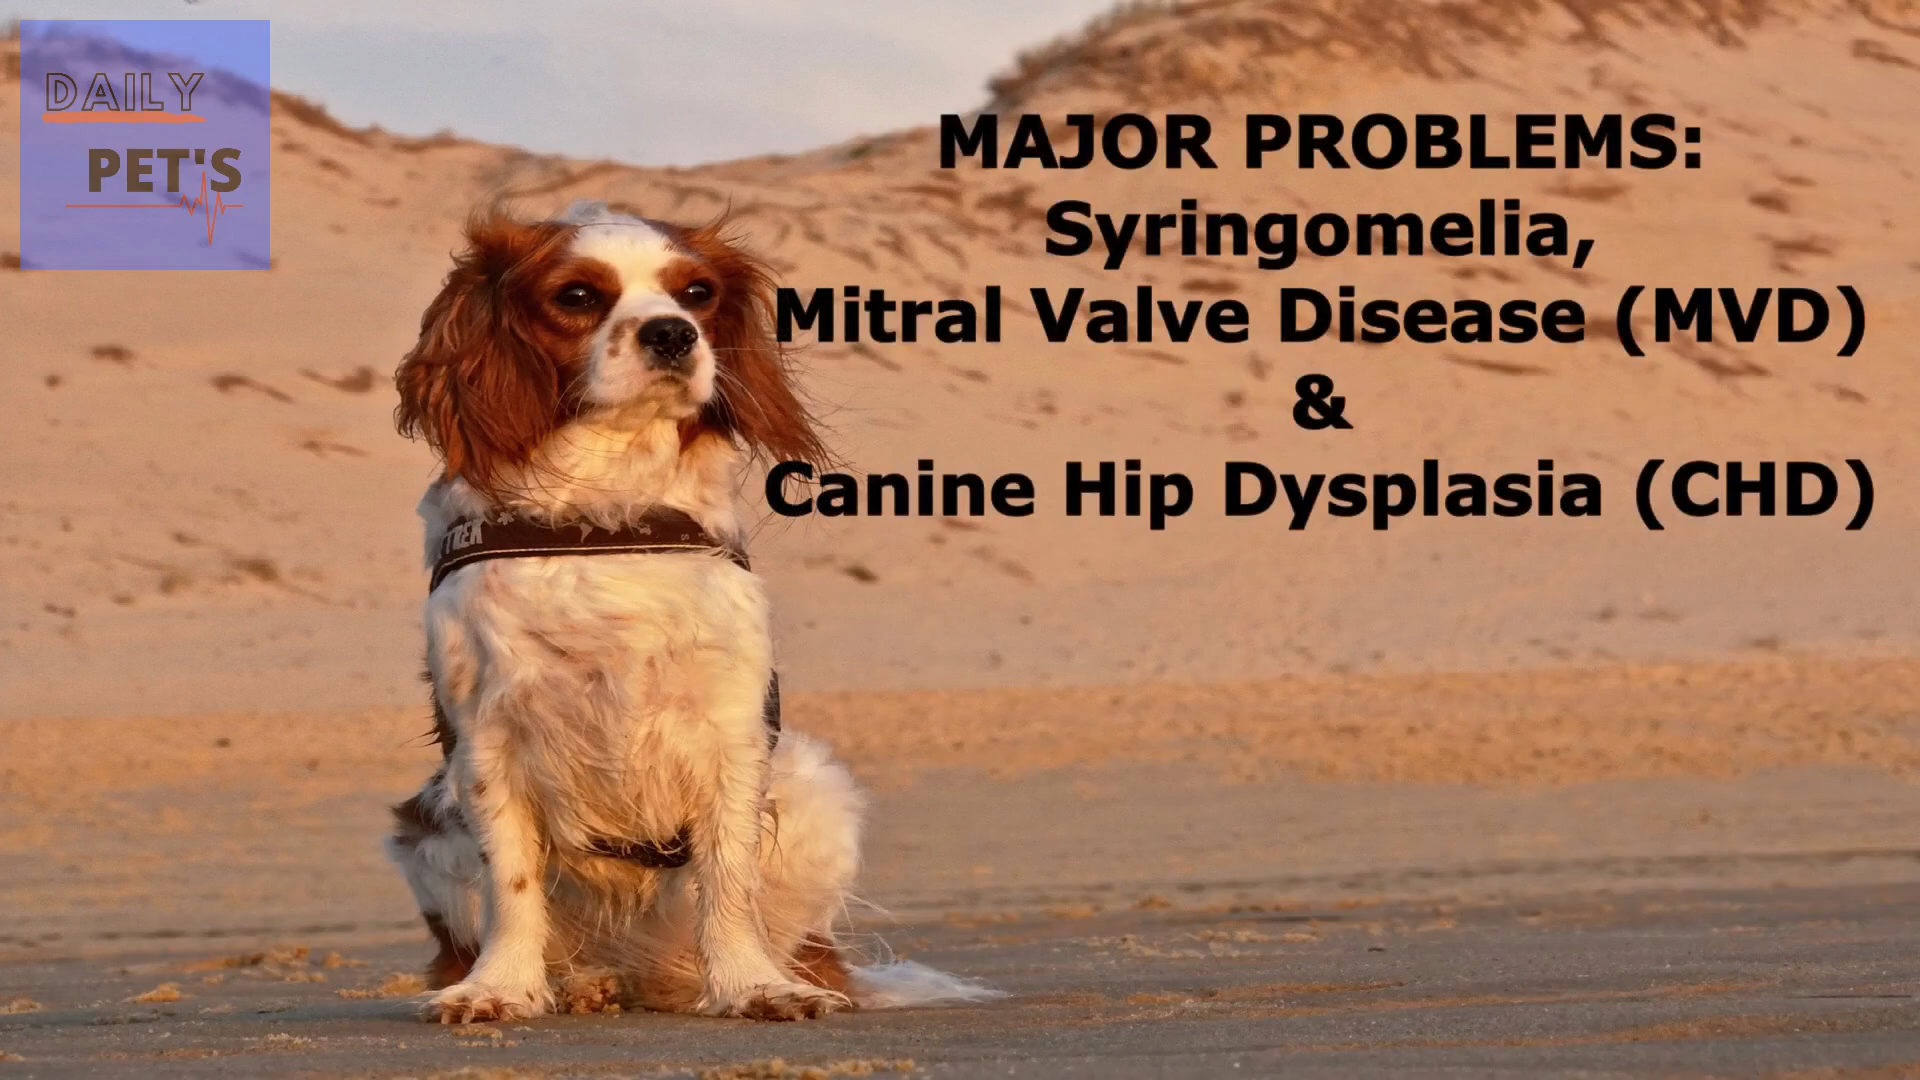 DAILY
PET'S
MAJOR PROBLEMS:
Syringomelia,
Mitral Valve Disease (MVD)
&
Canine Hip Dysplasia (CHD)